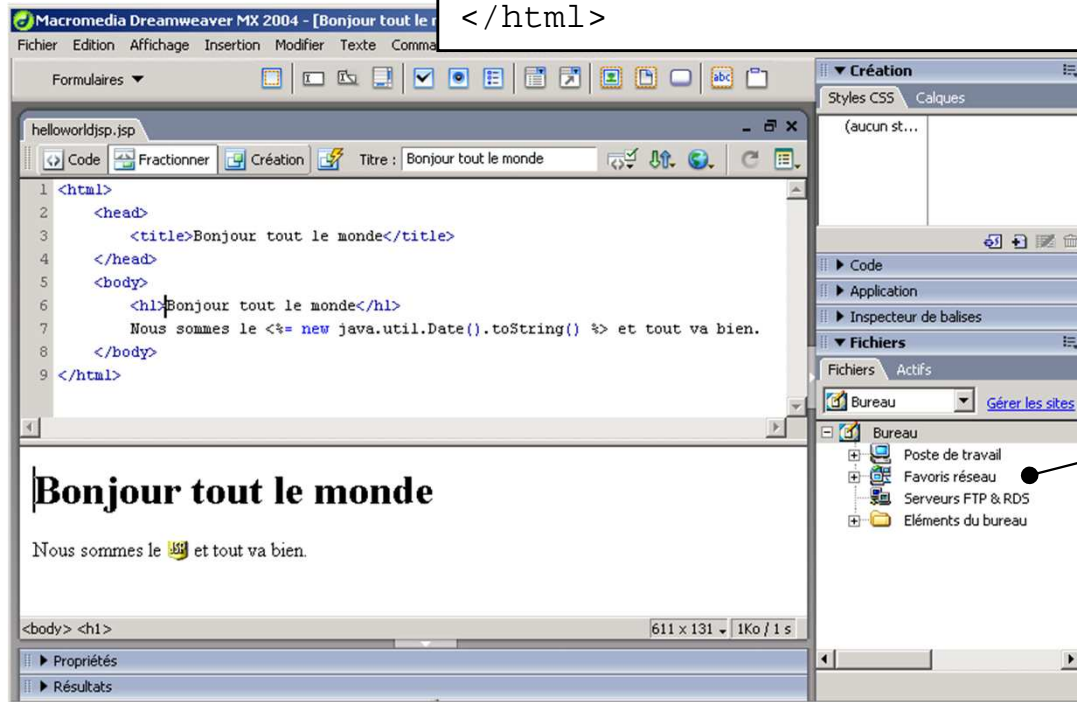 </html>
Macromedia Dreamweaver MX 2004 - [Bonjour tout le
Fichier Edition Affichage Insertion Modifier Texte Comma
Formulaires
abc
helloworldjsp.jsp
Code Fractionner Création Titre : Bonjour tout le monde
1 <html>
2 <head>
3 <title>Bonjour tout le monde</title>
4 </head>
5 <body>
6 <h1>Bonjour tout le monde</h1>
7 Nous sommes le <%= new java.util.Date().toString() %> et tout va bien.
8 </body>
9 </html>
Bonjour tout le monde
Nous sommes le et tout va bien.
<body> <h1>
611 x 131 1Ko / 1 s
Propriétés
Résultats
Création
Styles CSS Calques
(aucun st...
Code
Application
Inspecteur de balises
Fichiers
Fichiers Actifs
Bureau Gérer les sites
Bureau
Poste de travail
Favoris réseau
Serveurs FTP & RDS
Eléments du bureau